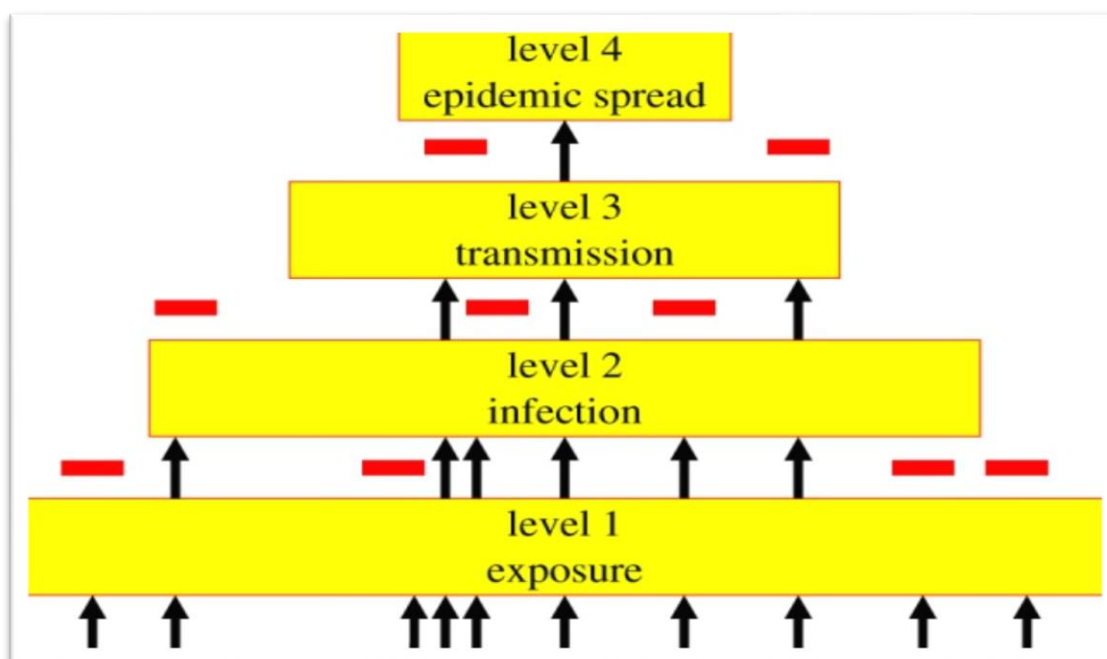 level 4
epidemic spread
level 3
transmission
level 2
infection
level 1
exposure